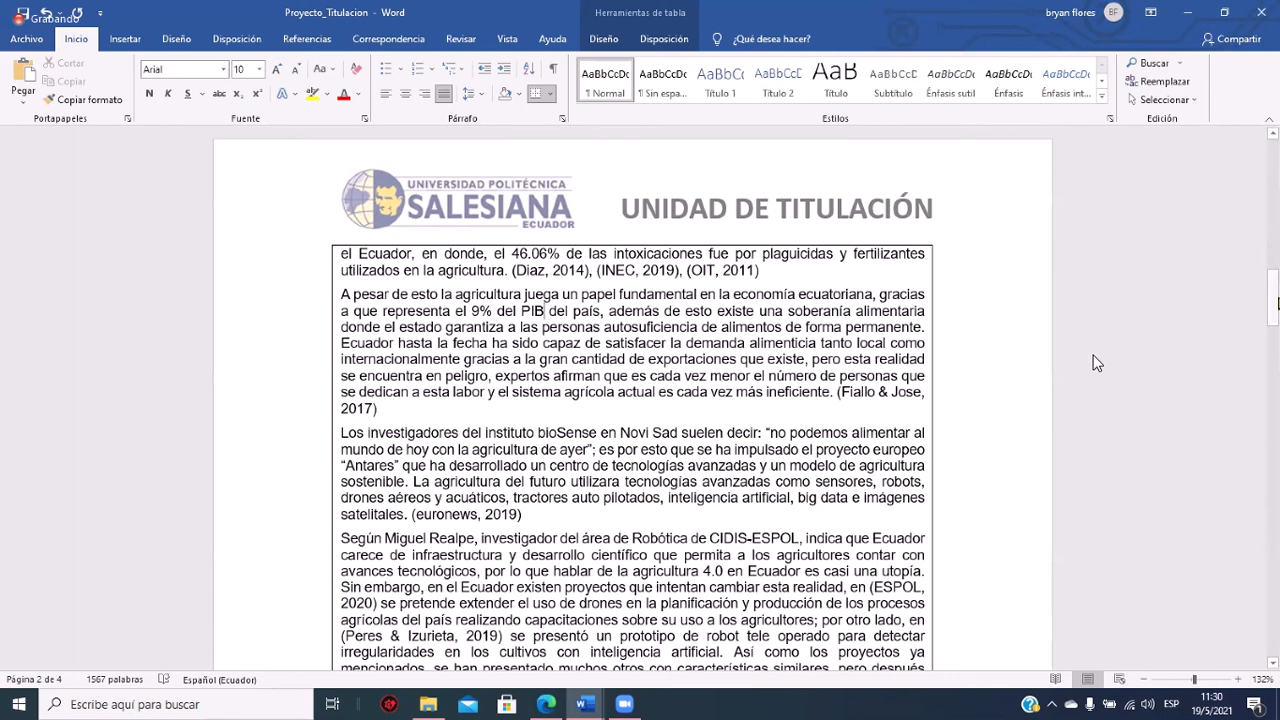 Grabando
Proyecto_Titulacion - Word
Herramientas de tabla
bryan flores
BF
Archivo Inicio Insertar Diseño Disposición Referencias Correspondencia Revisar Vista Ayuda Diseño Disposición ¿Qué desea hacer? Compartir
Pegar
Cortar
Copiar
Copiar formato
Portapapeles
Arial 10
N K S abc x₂ x²
Fuente
Párrafo
AaBbCcDc AaBbCcDc AaBbCc AaBbCcD AaB AaBbCcD AaBbCcDc AaBbCcDc AaBbCcDc
¶ Normal ¶ Sin espa... Título 1 Título 2 Título Subtítulo Énfasis sutil Énfasis Énfasis int...
Estilos
Buscar
Reemplazar
Seleccionar
Edición
UNIVERSIDAD POLITÉCNICA
SALESIANA
ECUADOR
UNIDAD DE TITULACIÓN
el Ecuador, en donde, el 46.06% de las intoxicaciones fue por plaguicidas y fertilizantes
utilizados en la agricultura. (Diaz, 2014), (INEC, 2019), (OIT, 2011)
A pesar de esto la agricultura juega un papel fundamental en la economía ecuatoriana, gracias
a que representa el 9% del PIB del país, además de esto existe una soberanía alimentaria
donde el estado garantiza a las personas autosuficiencia de alimentos de forma permanente.
Ecuador hasta la fecha ha sido capaz de satisfacer la demanda alimenticia tanto local como
internacionalmente gracias a la gran cantidad de exportaciones que existe, pero esta realidad
se encuentra en peligro, expertos afirman que es cada vez menor el número de personas que
se dedican a esta labor y el sistema agrícola actual es cada vez más ineficiente. (Fiallo & Jose,
2017)
Los investigadores del instituto bioSense en Novi Sad suelen decir: “no podemos alimentar al
mundo de hoy con la agricultura de ayer”; es por esto que se ha impulsado el proyecto europeo
“Antares” que ha desarrollado un centro de tecnologías avanzadas y un modelo de agricultura
sostenible. La agricultura del futuro utilizara tecnologías avanzadas como sensores, robots,
drones aéreos y acuáticos, tractores auto pilotados, inteligencia artificial, big data e imágenes
satelitales. (euronews, 2019)
Según Miguel Realpe, investigador del área de Robótica de CIDIS-ESPOL, indica que Ecuador
carece de infraestructura y desarrollo científico que permita a los agricultores contar con
avances tecnológicos, por lo que hablar de la agricultura 4.0 en Ecuador es casi una utopía.
Sin embargo, en el Ecuador existen proyectos que intentan cambiar esta realidad, en (ESPOL,
2020) se pretende extender el uso de drones en la planificación y producción de los procesos
agrícolas del país realizando capacitaciones sobre su uso a los agricultores; por otro lado, en
(Peres & Izurieta, 2019) se presentó un prototipo de robot tele operado para detectar
irregularidades en los cultivos con inteligencia artificial. Así como los proyectos ya
mencionados, se han presentado muchos otros con características similares, pero después
Página 2 de 4 1567 palabras Español (Ecuador) 132%
Escribe aquí para buscar
ESP
11:30
19/5/2021